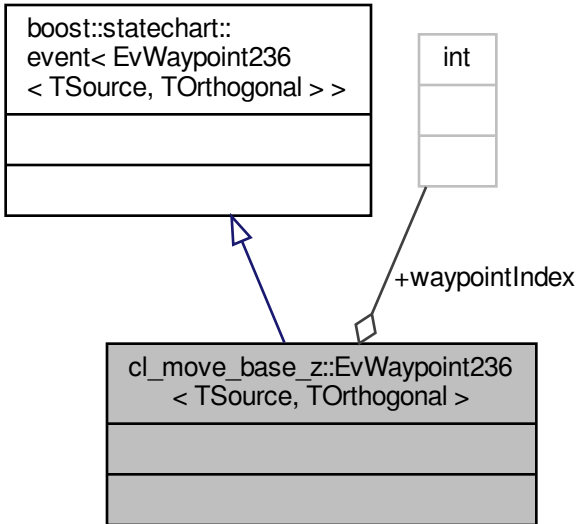 boost::statechart::
event< EvWaypoint236
< TSource, TOrthogonal > >
int
+waypointIndex
cl_move_base_z::EvWaypoint236
< TSource, TOrthogonal >